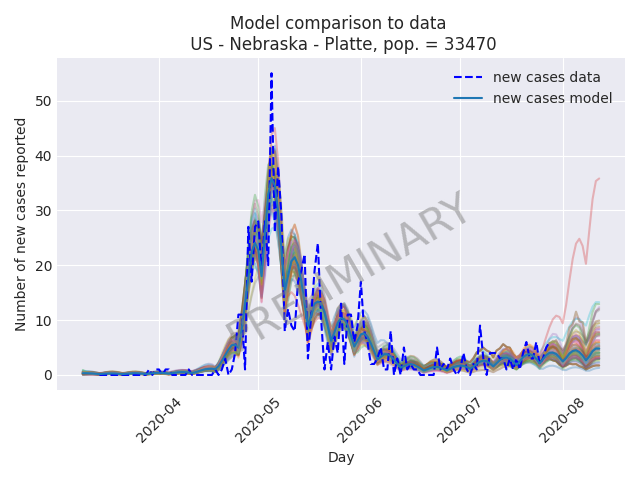 Model comparison to data
US - Nebraska - Platte, pop. = 33470
new cases data
new cases model
PRELIMINARY
Number of new cases reported
50
40
30
20
10
0
2020-04
2020-05
2020-06
2020-07
2020-08
Day